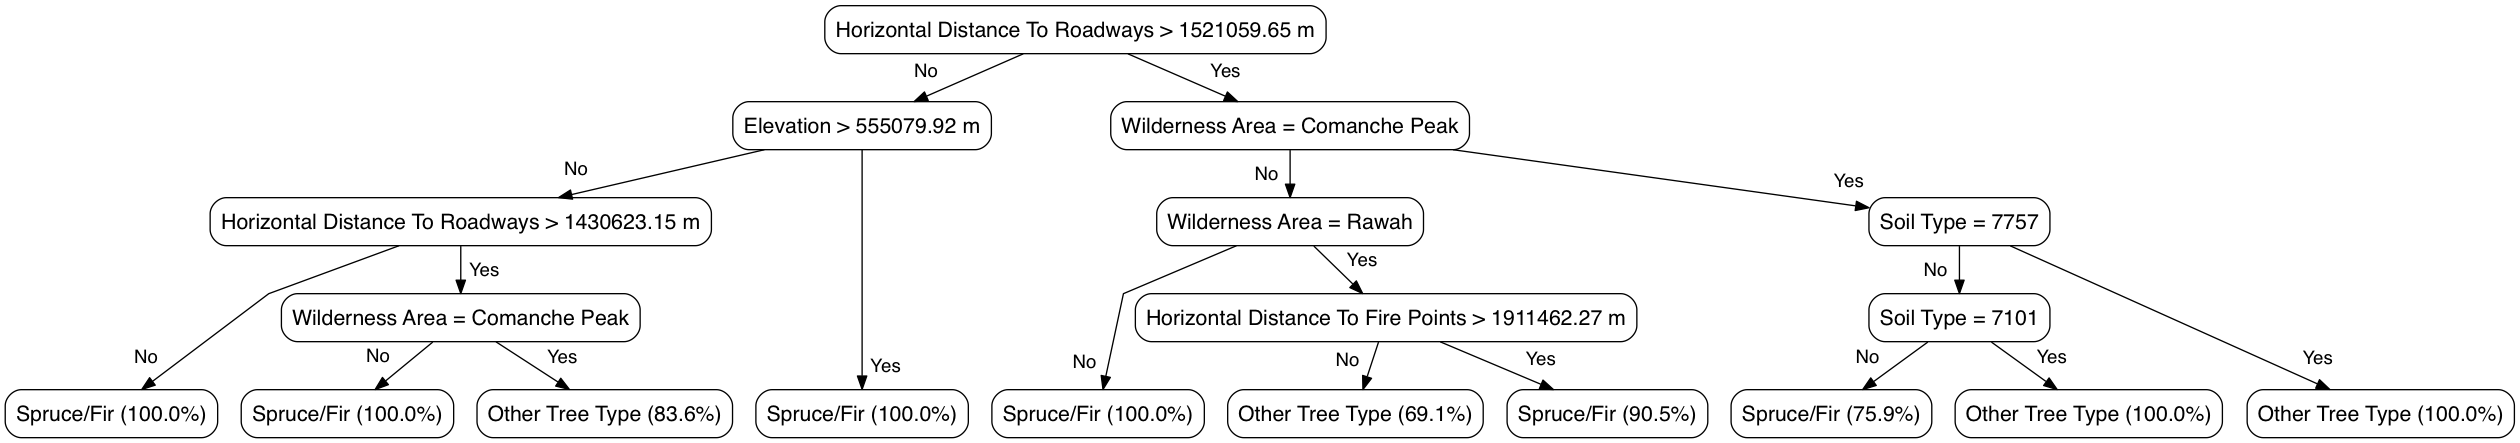 Horizontal Distance To Roadways > 1521059.65 m
No
Yes
Elevation > 555079.92 m
Wilderness Area = Comanche Peak
No
No
Yes
Horizontal Distance To Roadways > 1430623.15 m
Wilderness Area = Rawah
Soil Type = 7757
Yes
Yes
No
Wilderness Area = Comanche Peak
Horizontal Distance To Fire Points > 1911462.27 m
Soil Type = 7101
No
No
Yes
Yes
No
No
Yes
No
Yes
Yes
Spruce/Fir (100.0%)
Spruce/Fir (100.0%)
Other Tree Type (83.6%)
Spruce/Fir (100.0%)
Spruce/Fir (100.0%)
Other Tree Type (69.1%)
Spruce/Fir (90.5%)
Spruce/Fir (75.9%)
Other Tree Type (100.0%)
Other Tree Type (100.0%)